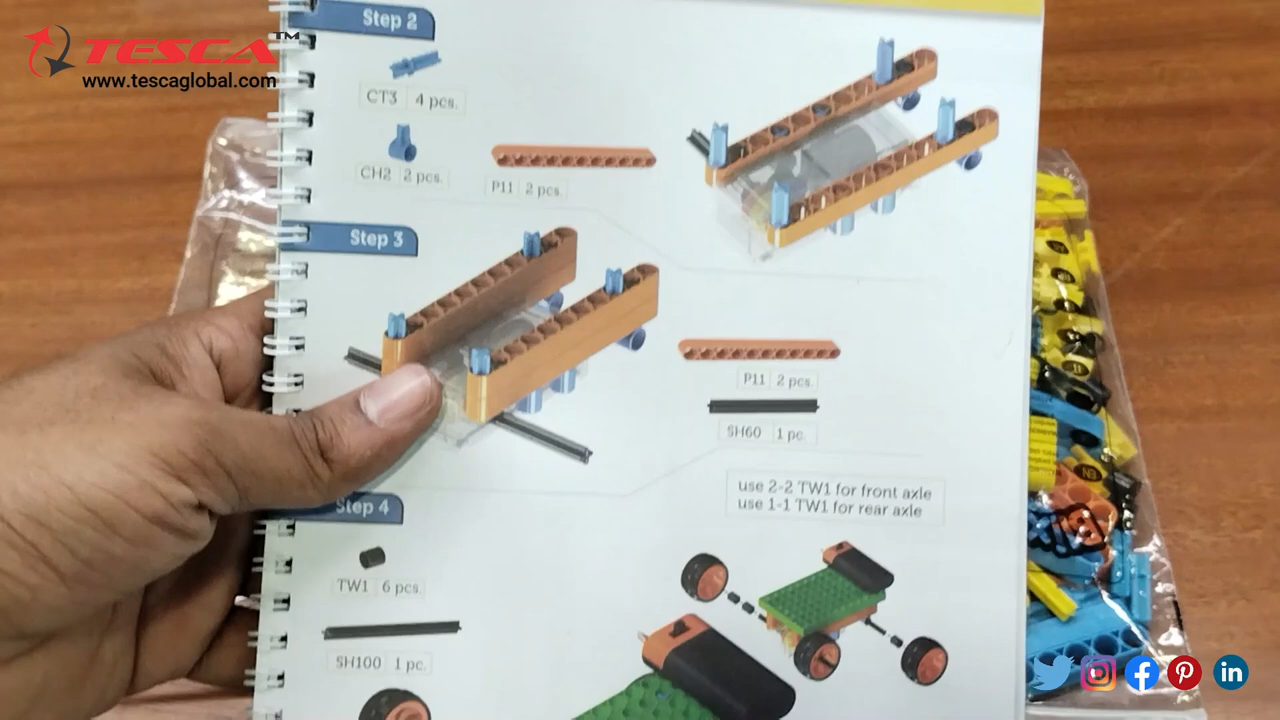 TESCA™
www.tescaglobal.com
Step 2
CT3 4 pcs.
CH2 2 pcs.
P11 2 pcs.
Step 3
P11 2 pcs.
SH60 1 pc.
use 2-2 TW1 for front axle
use 1-1 TW1 for rear axle
Step 4
TW1 6 pcs.
SH100 1 pc.